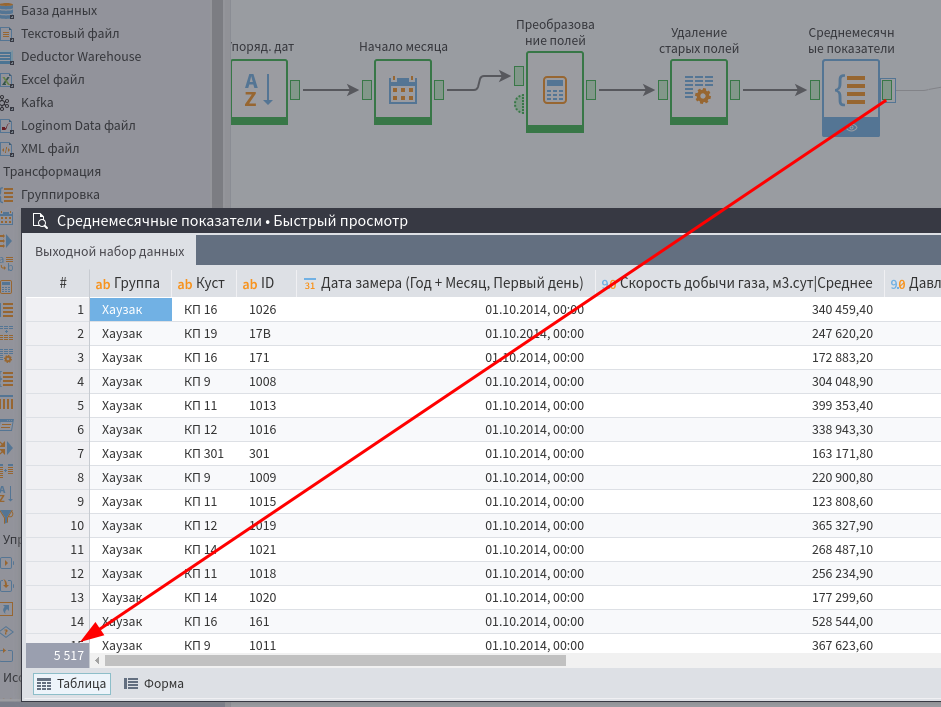 База данных
Текстовый файл
Deductor Warehouse
Excel файл
Kafka
Loginom Data файл
XML файл
Трансформация
Группировка
поряд. дат
Начало месяца
Преобразова
ние полей
Удаление
старых полей
Среднемесячн
ые показатели
Среднемесячные показатели • Быстрый просмотр
Выходной набор данных
# ab Группа ab Куст ab ID 31 Дата замера (Год + Месяц, Первый день) 9.0 Скорость добычи газа, м3.сут|Среднее 9.0 Давл
1 Хаузак КП 16 1026 01.10.2014, 00:00 340 459,40
2 Хаузак КП 19 17В 01.10.2014, 00:00 247 620,20
3 Хаузак КП 16 171 01.10.2014, 00:00 172 883,20
4 Хаузак КП 9 1008 01.10.2014, 00:00 304 048,90
5 Хаузак КП 11 1013 01.10.2014, 00:00 399 353,40
6 Хаузак КП 12 1016 01.10.2014, 00:00 338 943,30
7 Хаузак КП 301 301 01.10.2014, 00:00 163 171,80
8 Хаузак КП 9 1009 01.10.2014, 00:00 220 900,80
9 Хаузак КП 11 1015 01.10.2014, 00:00 123 808,60
10 Хаузак КП 12 1019 01.10.2014, 00:00 365 327,90
11 Хаузак КП 14 1021 01.10.2014, 00:00 268 487,10
12 Хаузак КП 11 1018 01.10.2014, 00:00 256 234,90
13 Хаузак КП 14 1020 01.10.2014, 00:00 177 299,60
14 Хаузак КП 16 161 01.10.2014, 00:00 528 544,00
15 Хаузак КП 9 1011 01.10.2014, 00:00 367 623,60
5 517
Таблица Форма
Упр
Исс